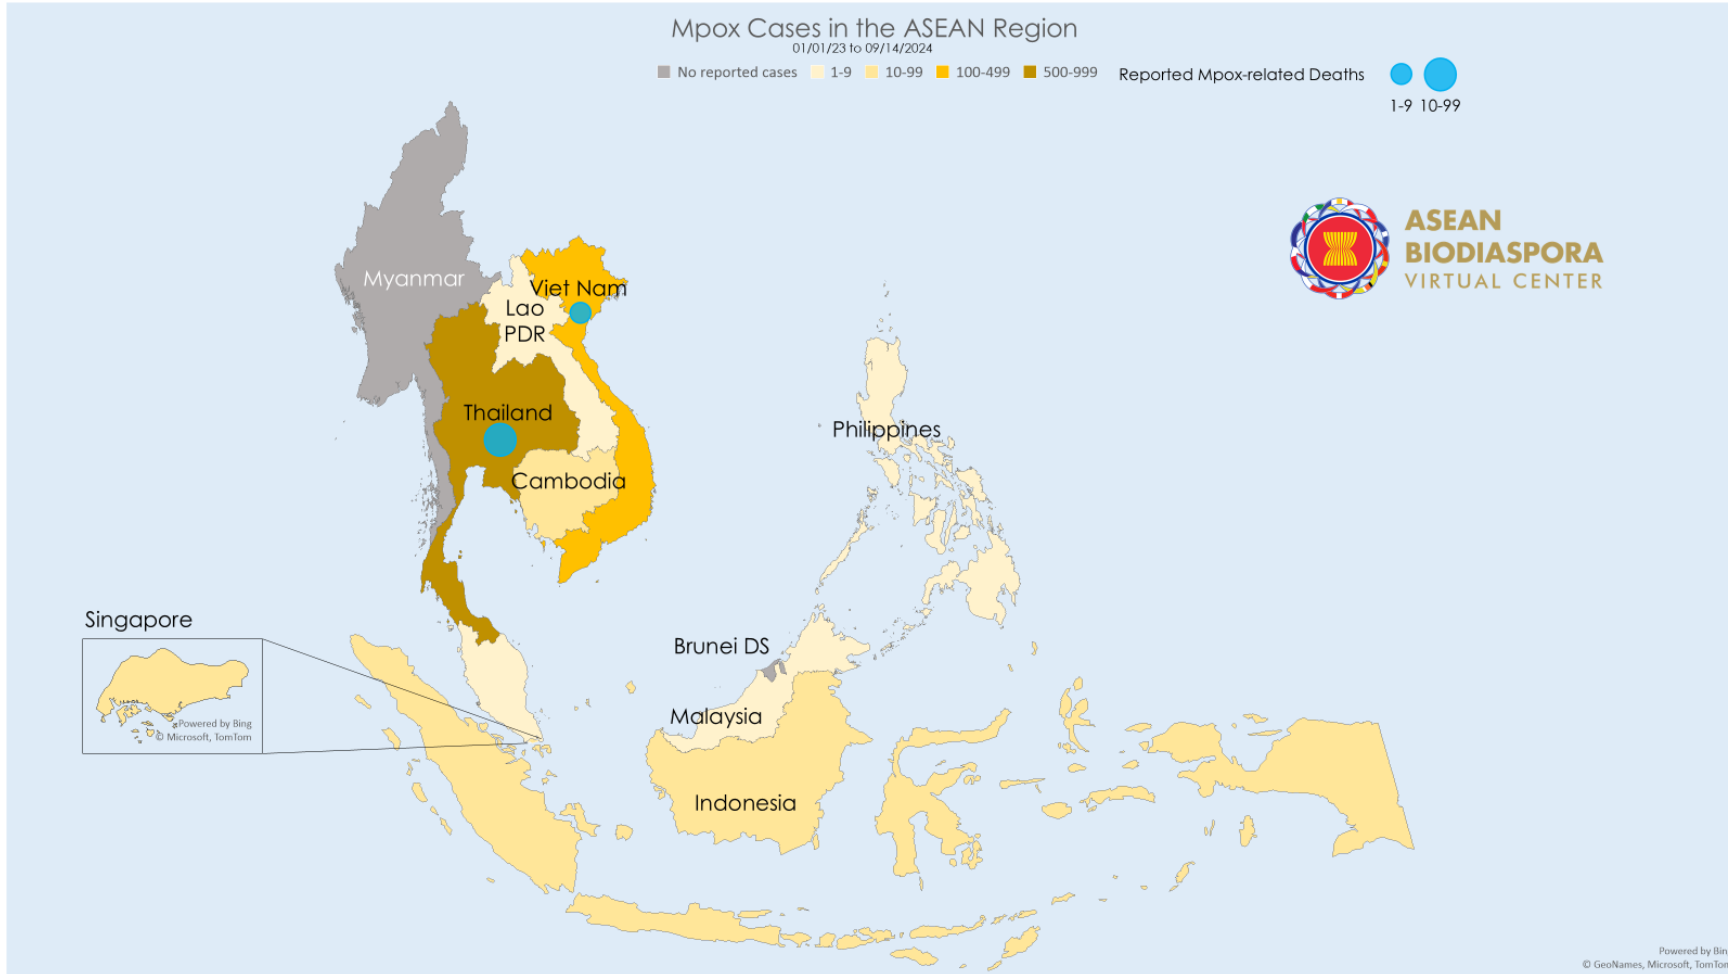 Mpox Cases in the ASEAN Region
01/01/23 to 09/14/2024
No reported cases 1-9 10-99 100-499 500-999
Reported Mpox-related Deaths
1-9 10-99
ASEAN
BIODIASPORA
VIRTUAL CENTER
Myanmar
Viet Nam
Lao
PDR
Thailand
Philippines
Cambodia
Singapore
Powered by Bing
© Microsoft, TomTom
Brunei DS
Malaysia
Indonesia
Powered by Bing
© GeoNames, Microsoft, TomTom